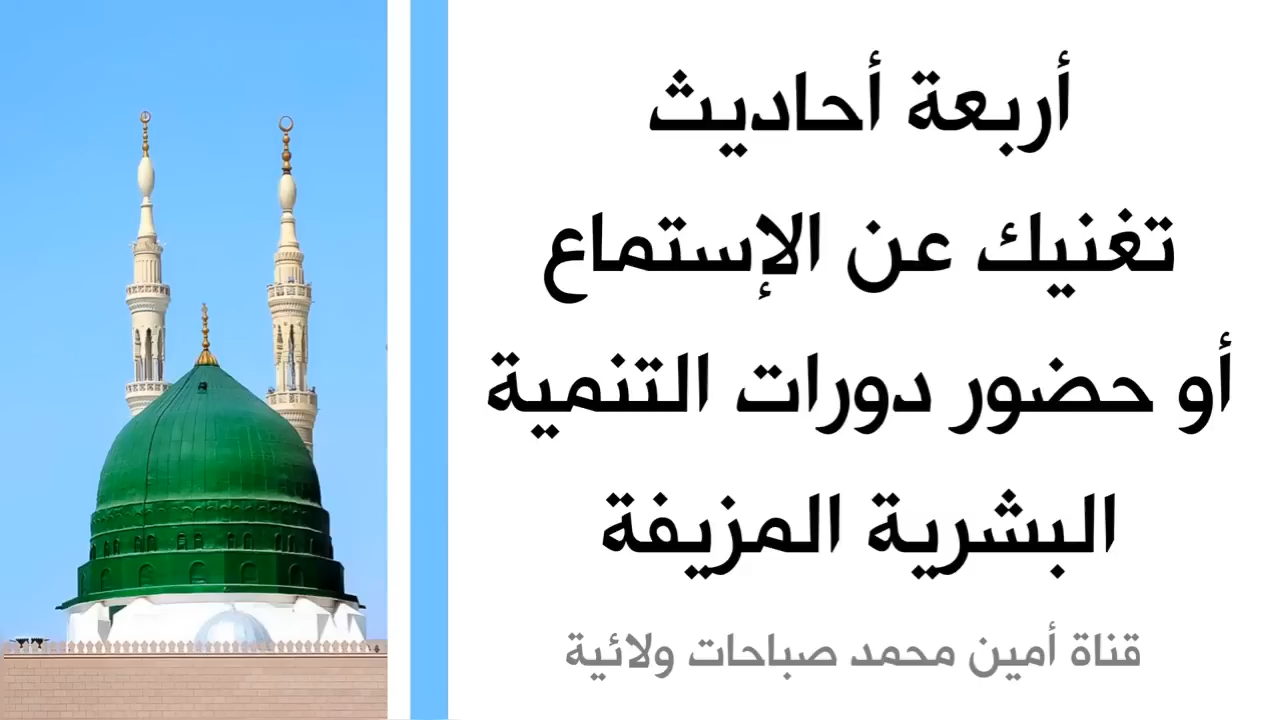 أربعة أحاديث
تغنيك عن الإستماع
أو حضور دورات التنمية
البشرية المزيفة
قناة أمين محمد صباحات ولائية